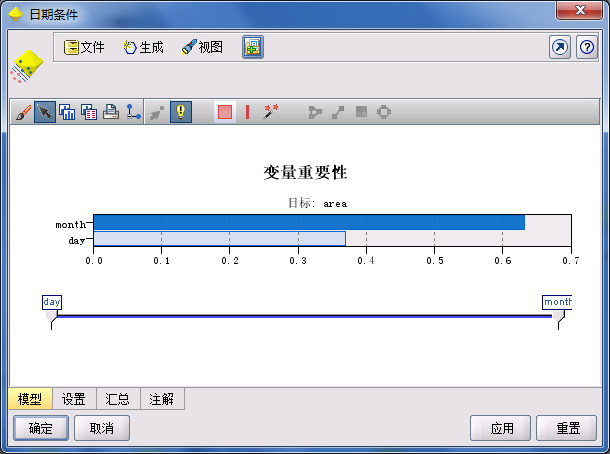 日期条件
文件 生成 视图
变量重要性
目标: area
month
day
0.0 0.1 0.2 0.3 0.4 0.5 0.6 0.7
day month
模型 设置 汇总 注解
确定 取消 应用 重置